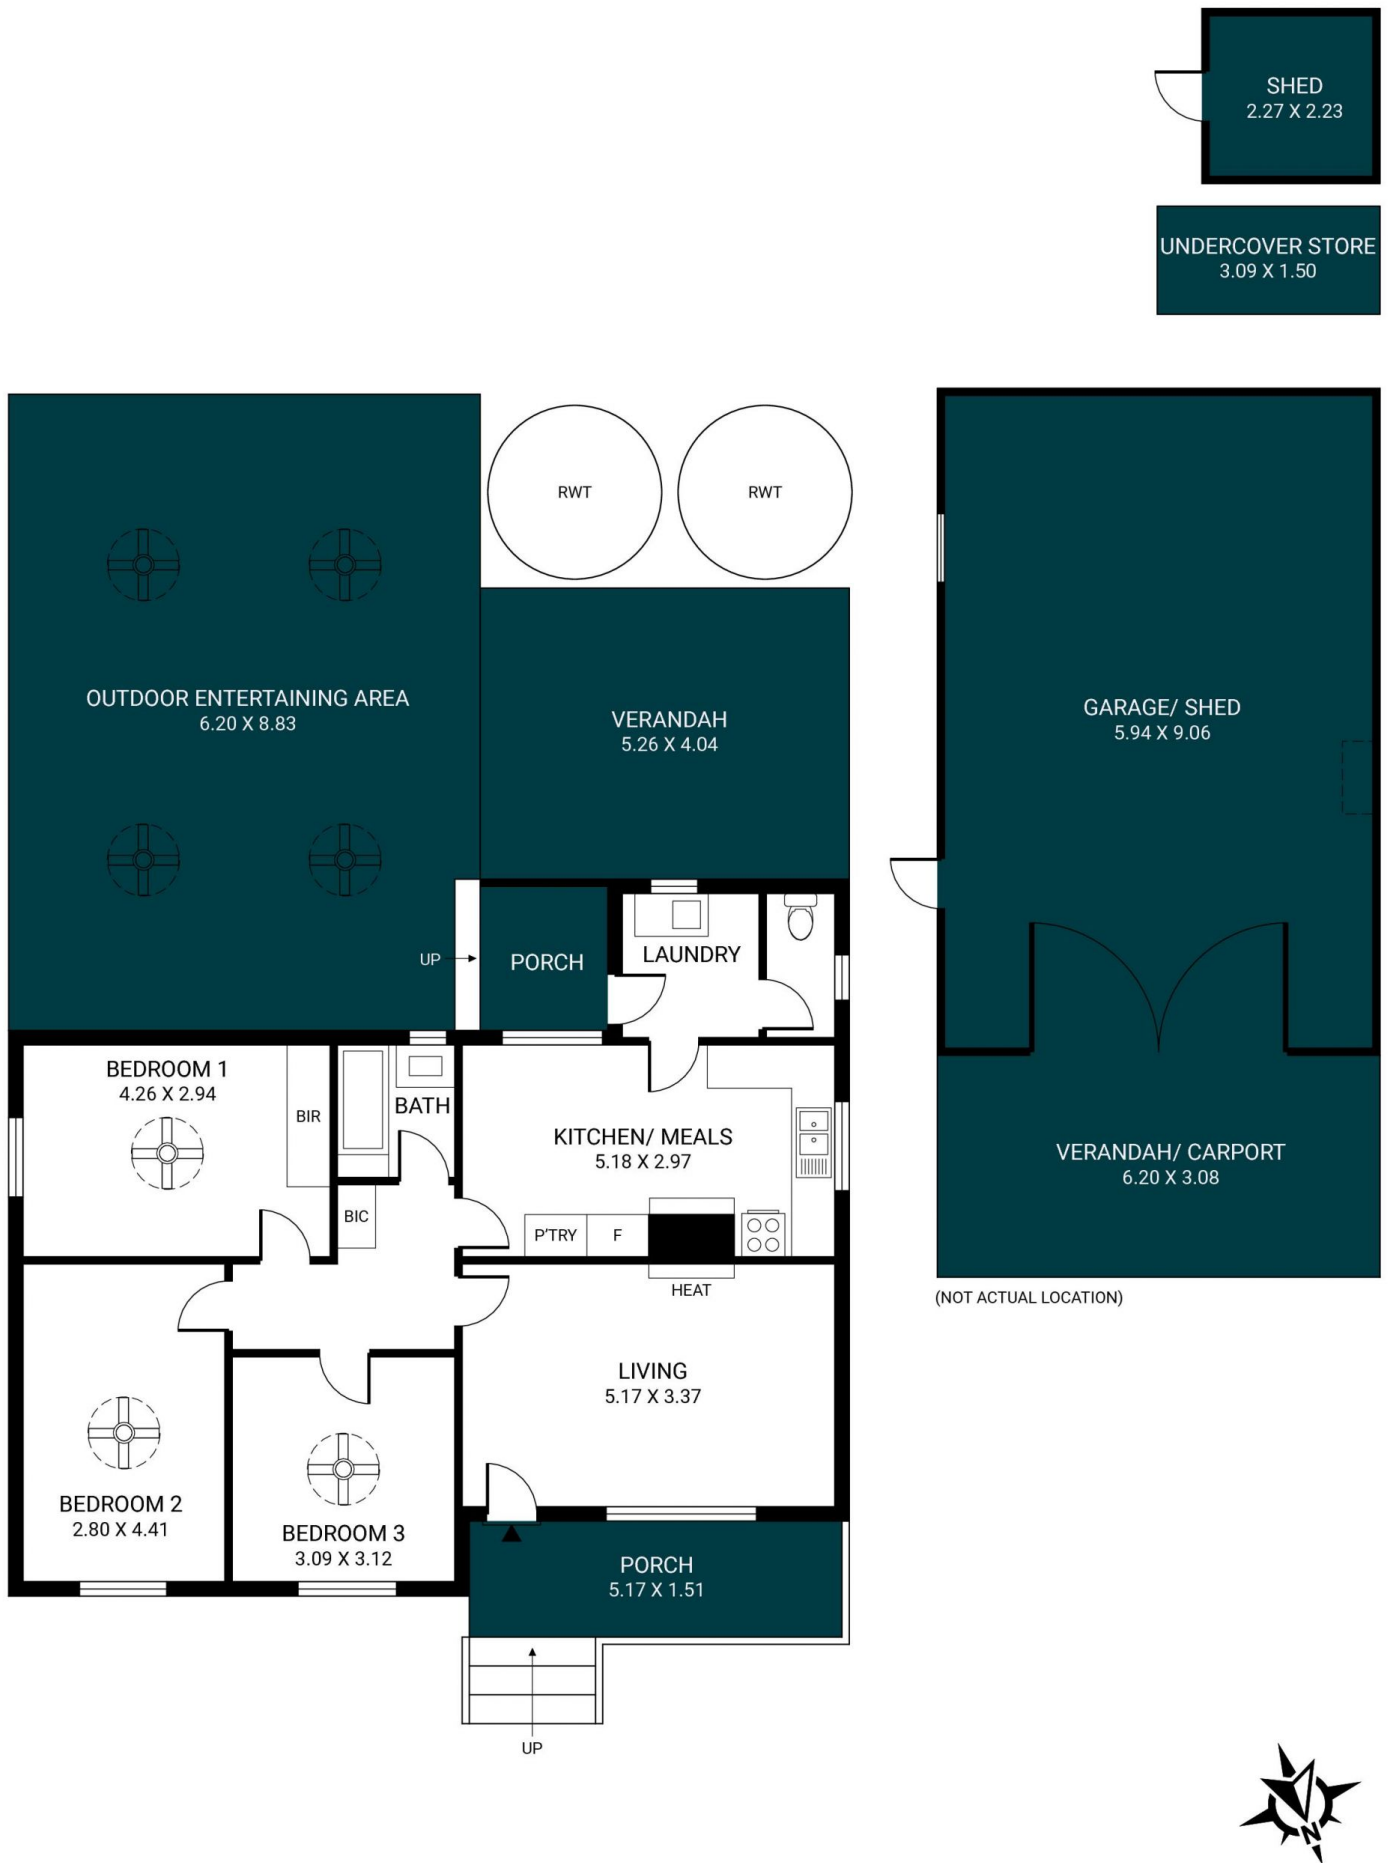 SHED
2.27 X 2.23
UNDERCOVER STORE
3.09 X 1.50
RWT
RWT
OUTDOOR ENTERTAINING AREA
6.20 X 8.83
VERANDAH
5.26 X 4.04
GARAGE/ SHED
5.94 X 9.06
UP
PORCH
LAUNDRY
BEDROOM 1
4.26 X 2.94
BIR
BATH
KITCHEN/ MEALS
5.18 X 2.97
VERANDAH/ CARPORT
6.20 X 3.08
BIC
P'TRY
F
HEAT
(NOT ACTUAL LOCATION)
LIVING
5.17 X 3.37
BEDROOM 2
2.80 X 4.41
BEDROOM 3
3.09 X 3.12
PORCH
5.17 X 1.51
UP
N